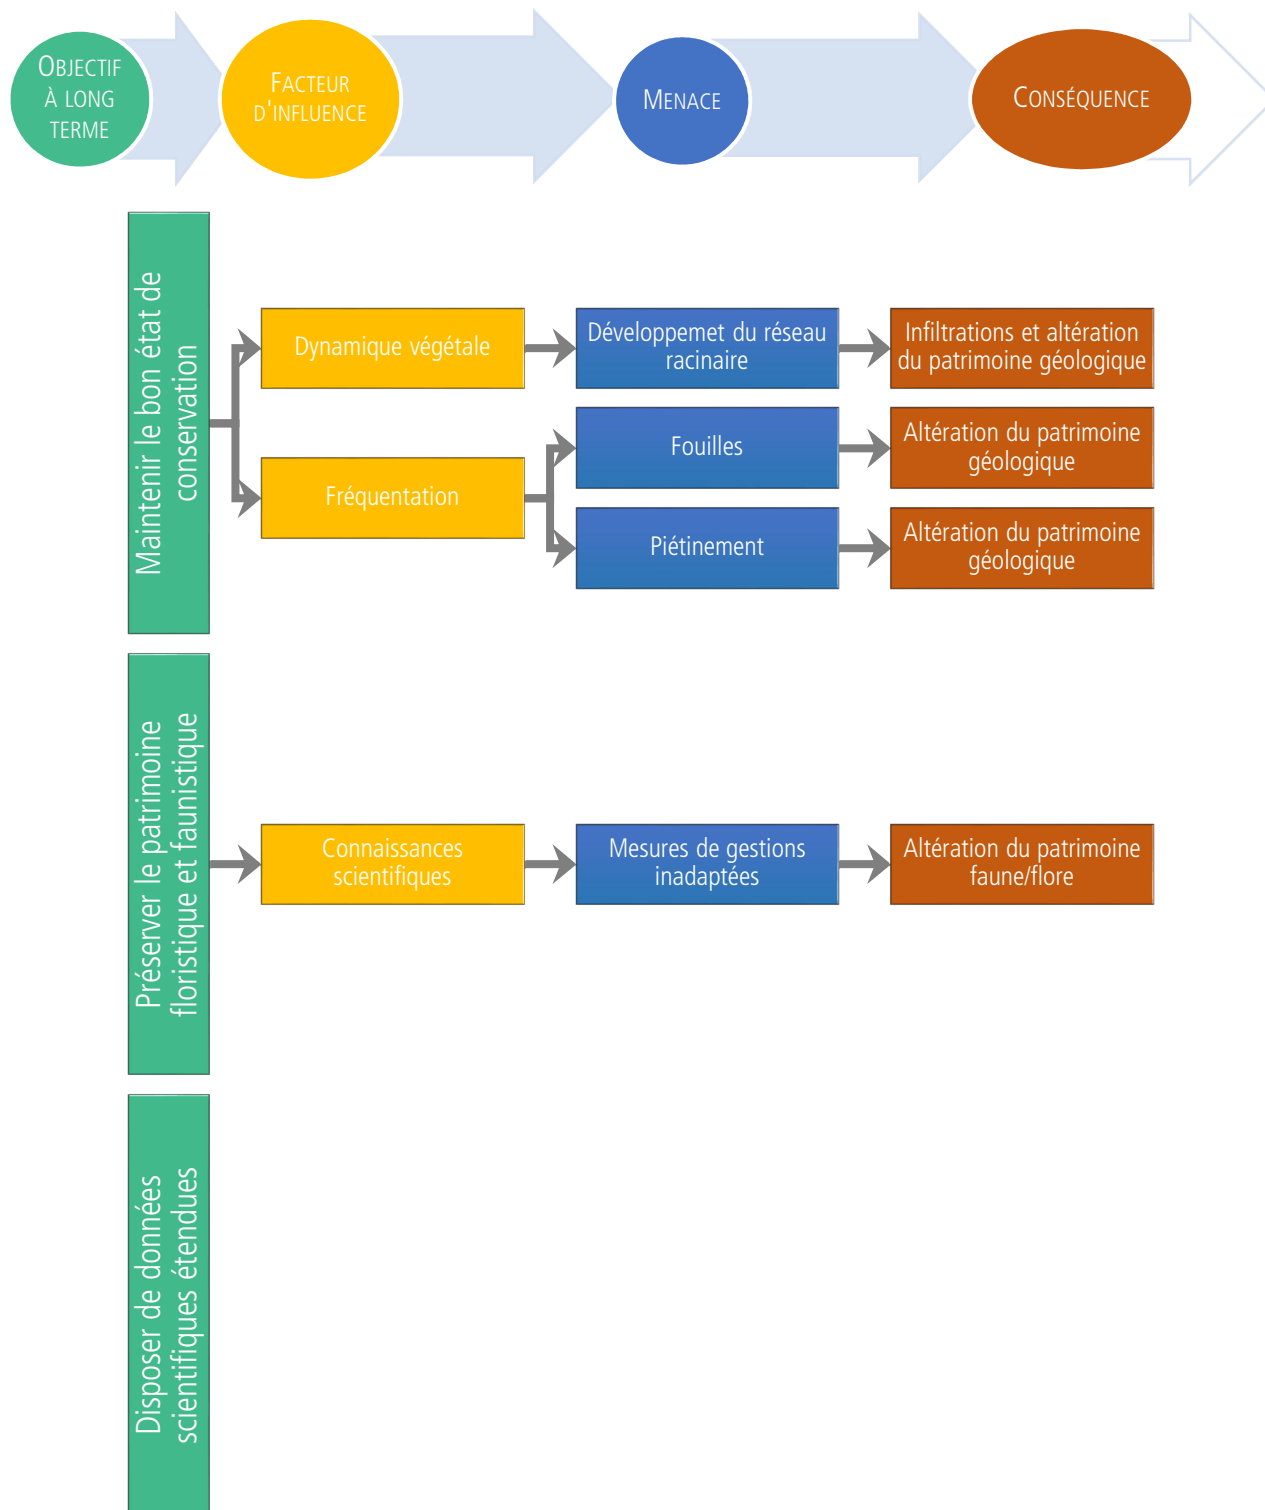 OBJECTIF
À LONG
TERME
FACTEUR
D'INFLUENCE
MENACE
CONSÉQUENCE
Maintenir le bon état de
conservation
Dynamique végétale
Développemet du réseau
racinaire
Infiltrations et altération
du patrimoine géologique
Fréquentation
Fouilles
Altération du patrimoine
géologique
Piétinement
Altération du patrimoine
géologique
Préserver le patrimoine
floristique et faunistique
Connaissances
scientifiques
Mesures de gestions
inadaptées
Altération du patrimoine
faune/flore
Disposer de données
scientifiques étendues